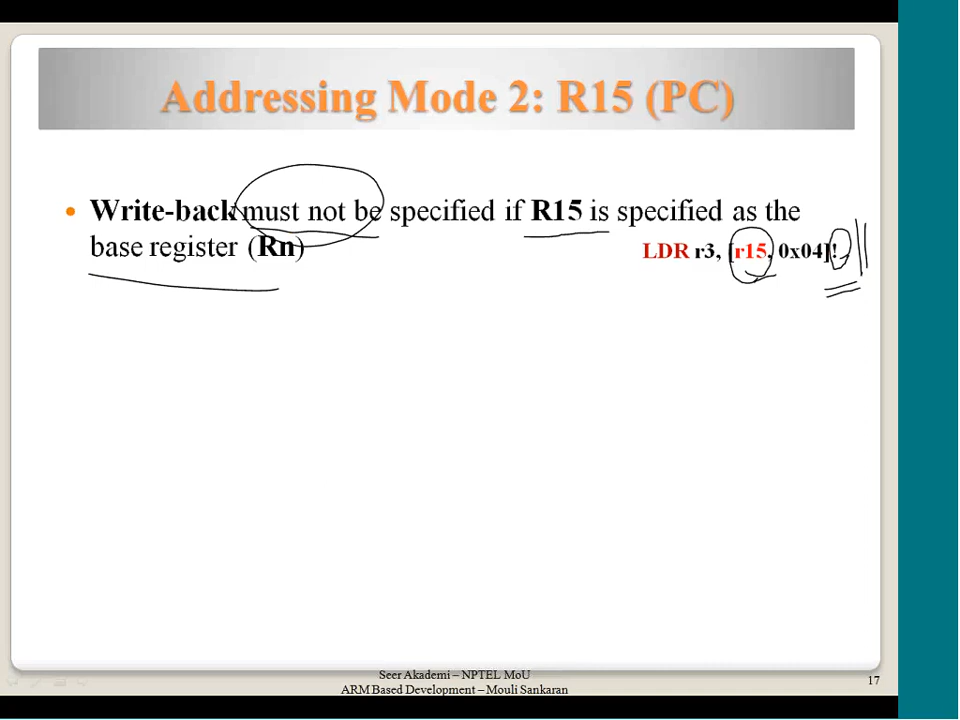 Addressing Mode 2: R15 (PC)
Write-back must not be specified if R15 is specified as the
base register (Rn)
LDR r3, [r15, 0x04]!
Seer Akademi – NPTEL MoU
ARM Based Development – Mouli Sankaran
17